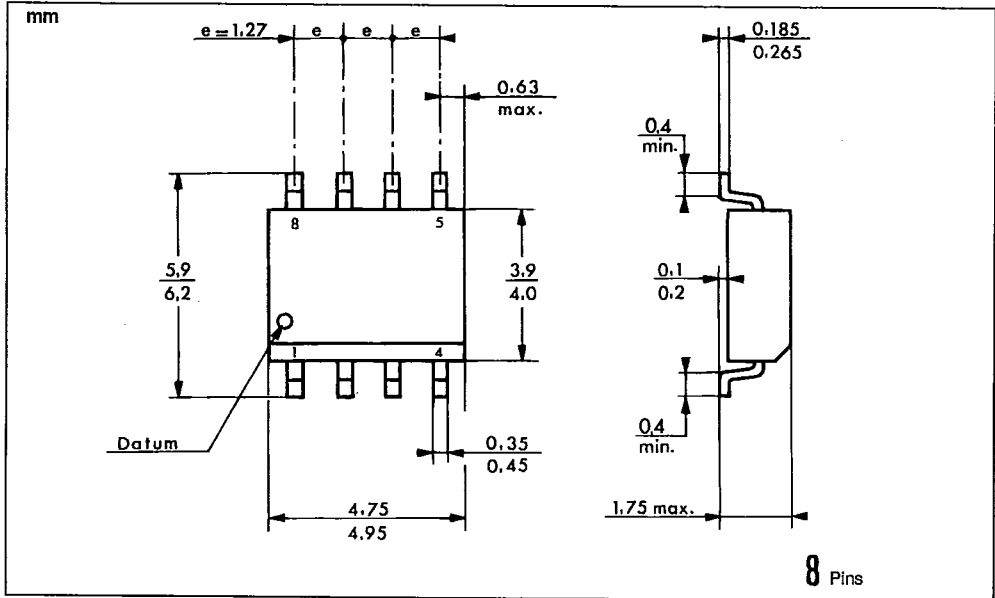 mm
e=1,27 e e e
0,185
0,265
0,63
max.
0,4
min.
8 5
5,9
6,2
3,9
4,0
0,1
0,2
1 4
Datum
0,35
0,45
0,4
min.
4,75
4,95
1,75 max.
8 Pins